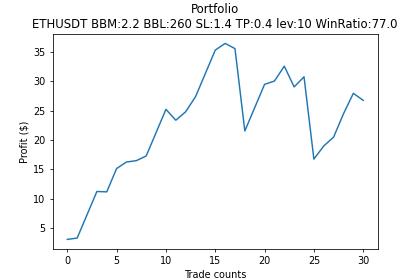 Portfolio
ETHUSDT BBM:2.2 BBL:260 SL:1.4 TP:0.4 lev:10 WinRatio:77.0
Profit ($)
35
30
25
20
15
10
5
0 5 10 15 20 25 30
Trade counts